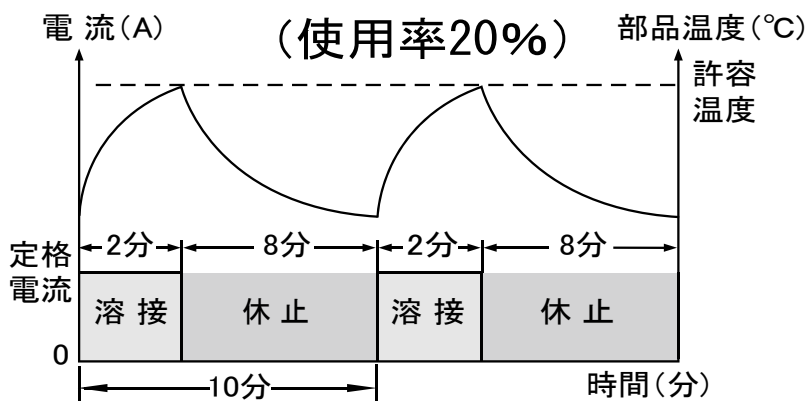 電 流(A)
(使用率20%)
部品温度(℃)
許容
温度
2分
8分
2分
8分
定格
電流
溶 接
休 止
溶 接
休 止
0
10分
時間(分)